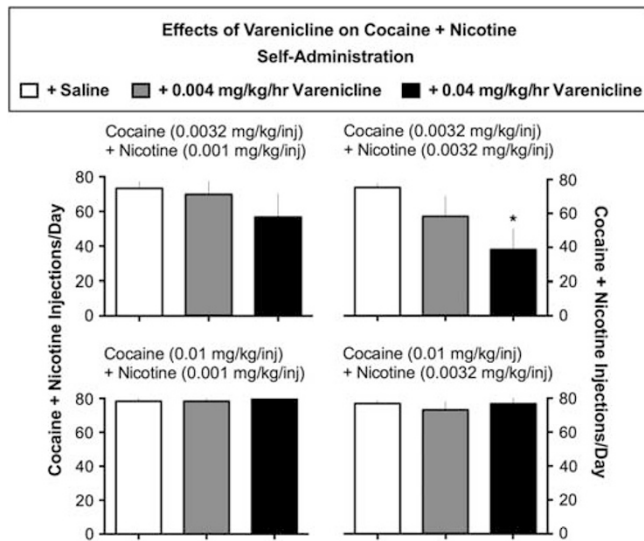 Effects of Varenicline on Cocaine + Nicotine
Self-Administration
+ Saline + 0.004 mg/kg/hr Varenicline + 0.04 mg/kg/hr Varenicline
Cocaine (0.0032 mg/kg/inj)
+ Nicotine (0.001 mg/kg/inj)
Cocaine (0.0032 mg/kg/inj)
+ Nicotine (0.0032 mg/kg/inj)
Cocaine + Nicotine Injections/Day
80
60
40
20
0
*
80
60
40
20
0
Cocaine + Nicotine Injections/Day
Cocaine (0.01 mg/kg/inj)
+ Nicotine (0.001 mg/kg/inj)
Cocaine (0.01 mg/kg/inj)
+ Nicotine (0.0032 mg/kg/inj)
80
60
40
20
0
80
60
40
20
0